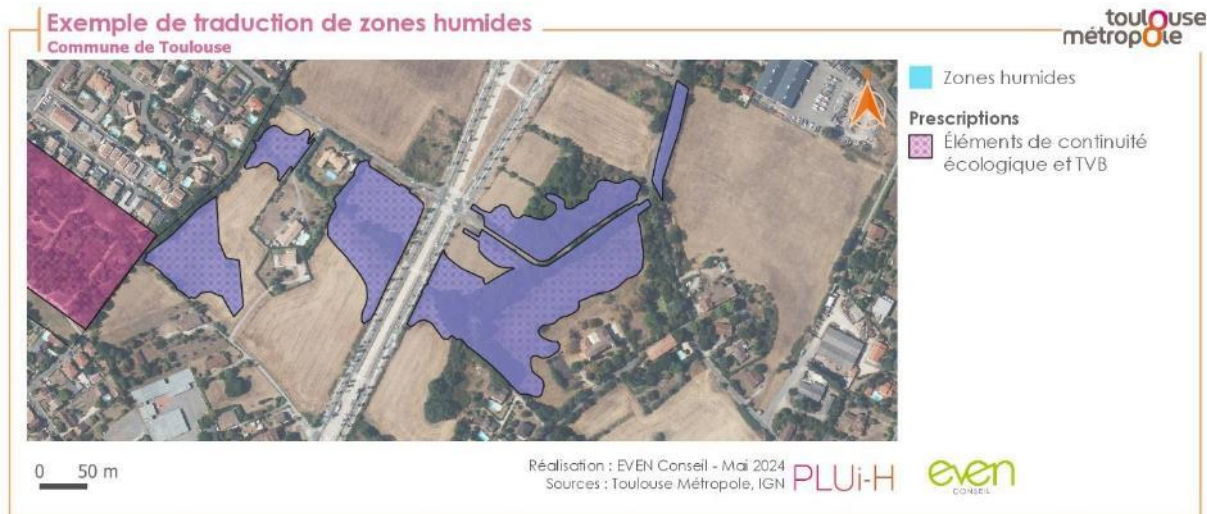 Exemple de traduction de zones humides
Commune de Toulouse
toulouse
métropole
Zones humides
Prescriptions
Éléments de continuité
écologique et TVB
0 50 m
Réalisation : EVEN Conseil - Mai 2024
Sources : Toulouse Métropole, IGN
PLUi-H
even
CONSEIL